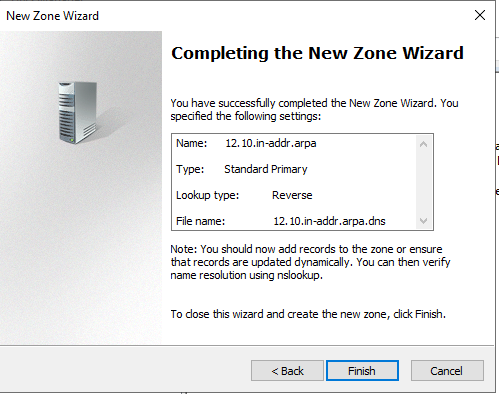 New Zone Wizard
Completing the New Zone Wizard
You have successfully completed the New Zone Wizard. You
specified the following settings:
Name: 12.10.in-addr.arpa
Type: Standard Primary
Lookup type: Reverse
File name: 12.10.in-addr.arpa.dns
Note: You should now add records to the zone or ensure
that records are updated dynamically. You can then verify
name resolution using nslookup.
To close this wizard and create the new zone, click Finish.
< Back Finish Cancel